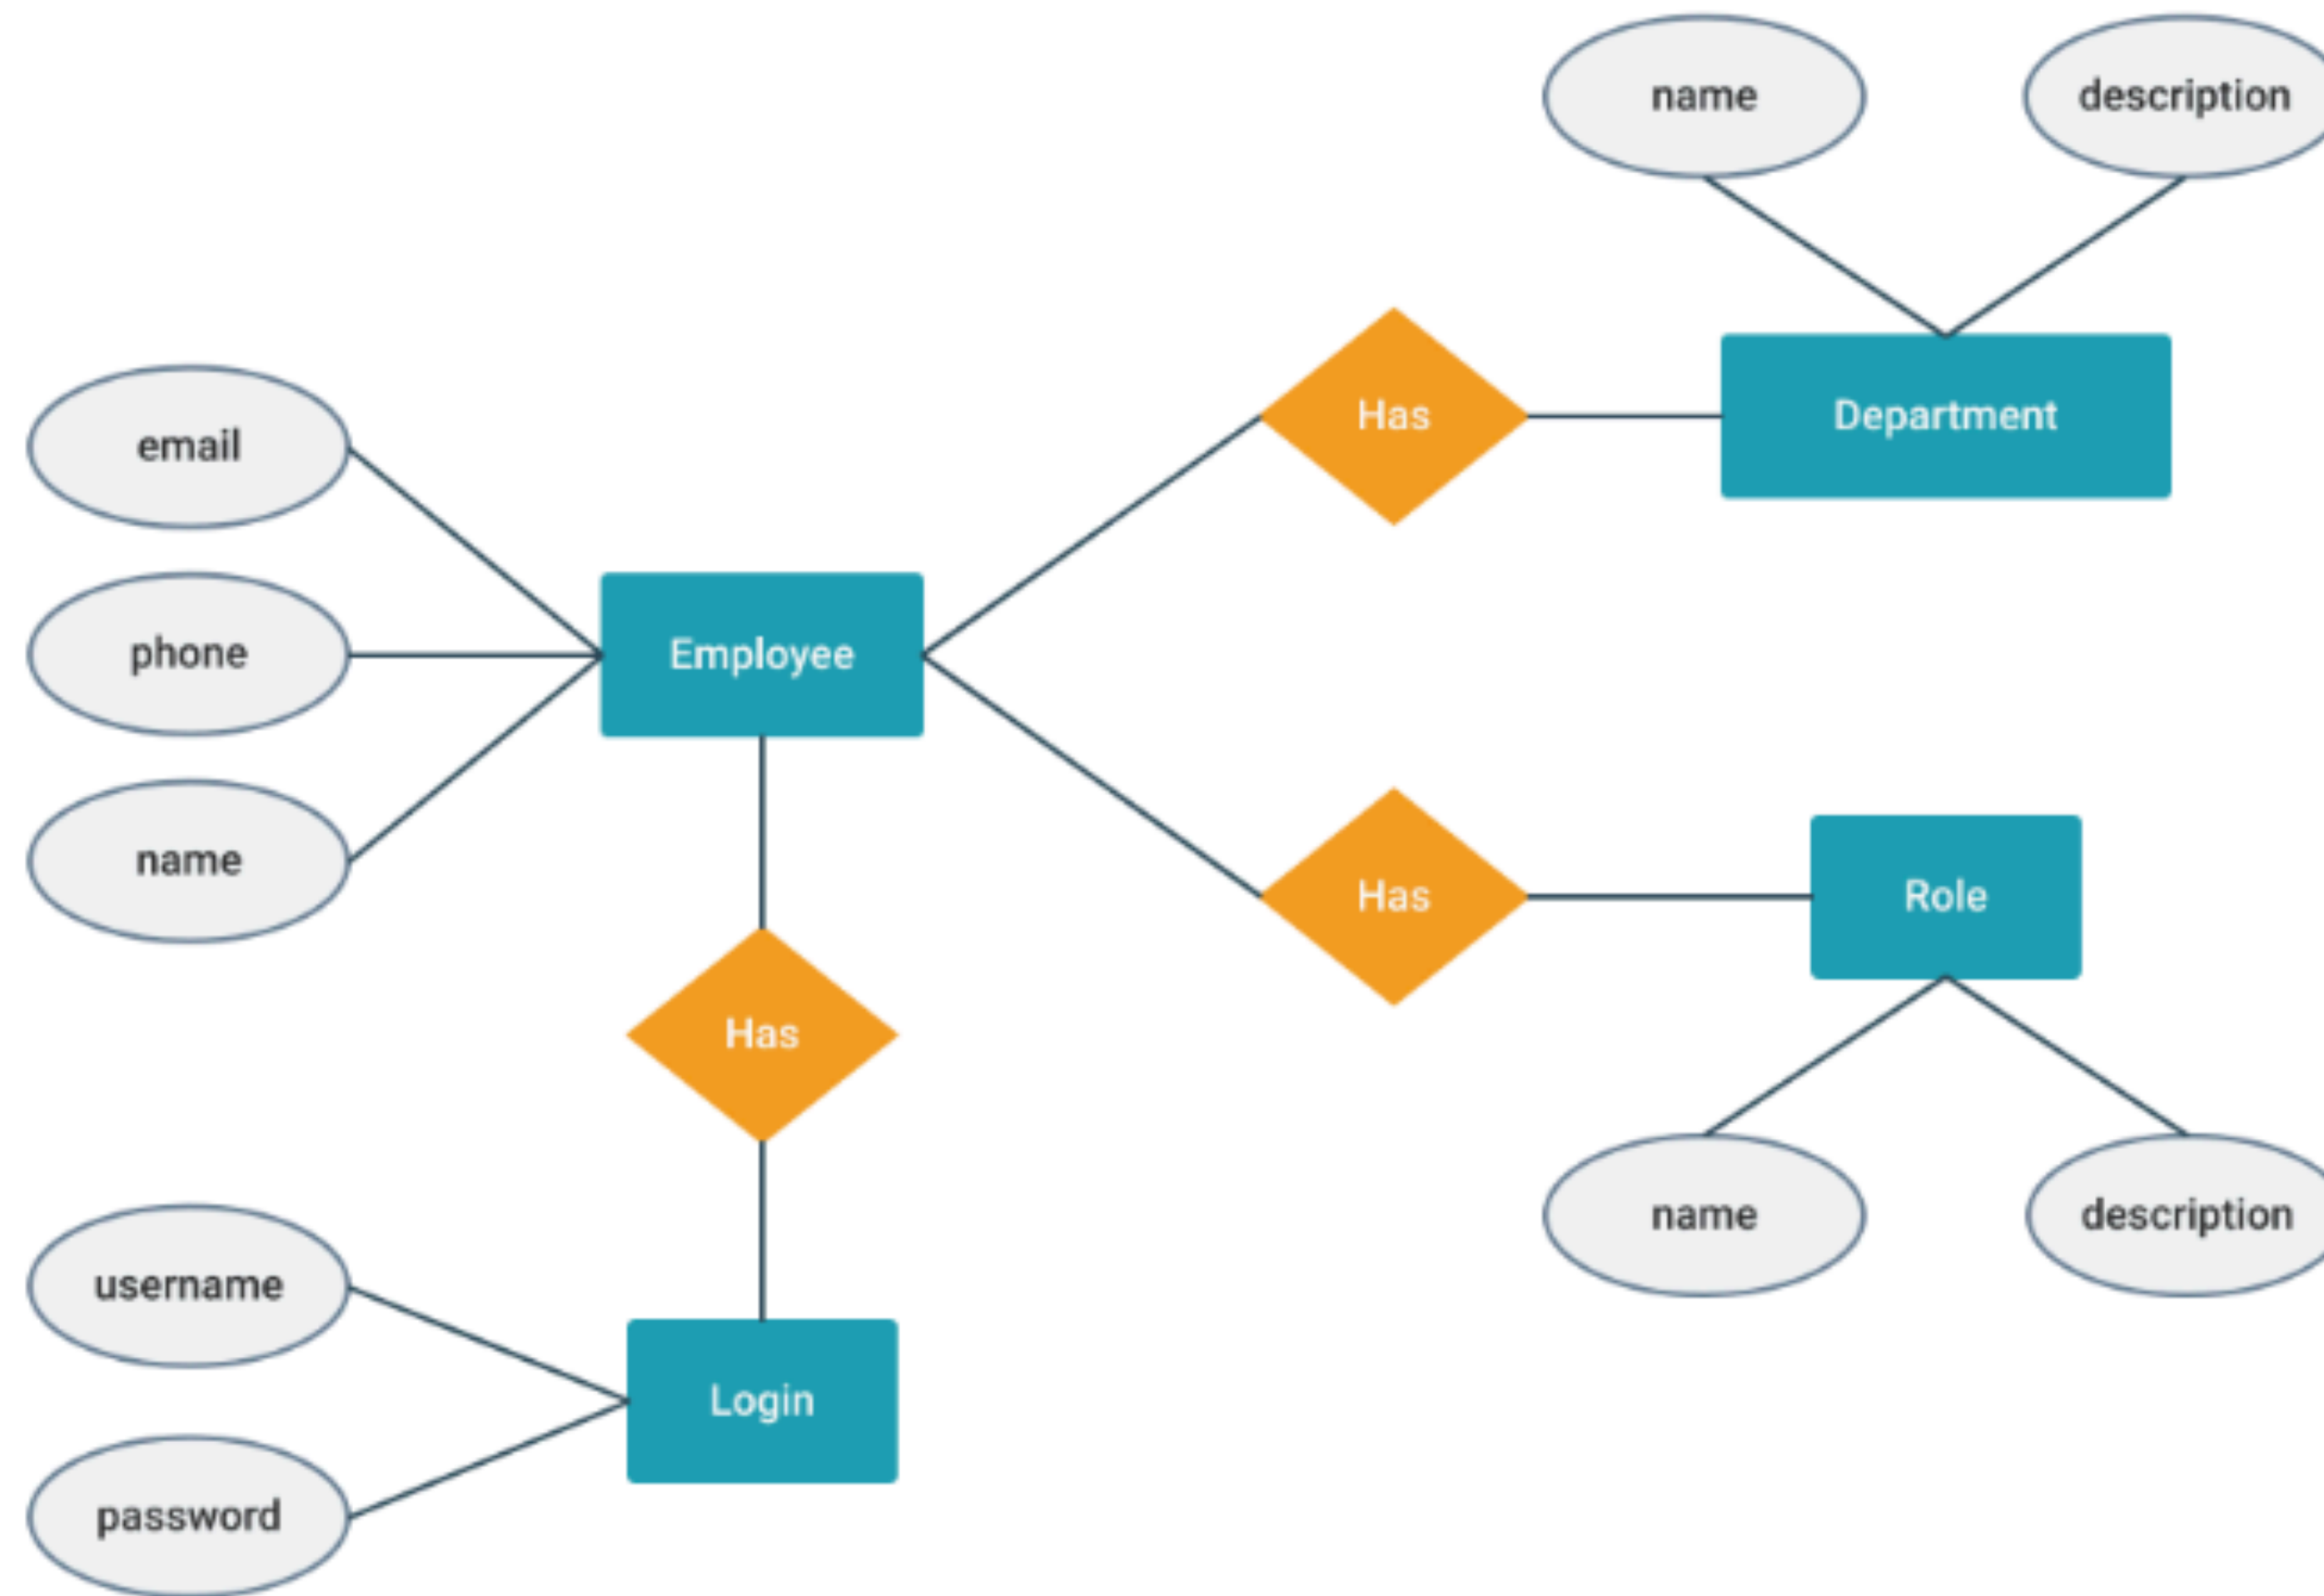 name
description
Has
Department
email
phone
Employee
name
Has
Role
Has
name
description
username
Login
password